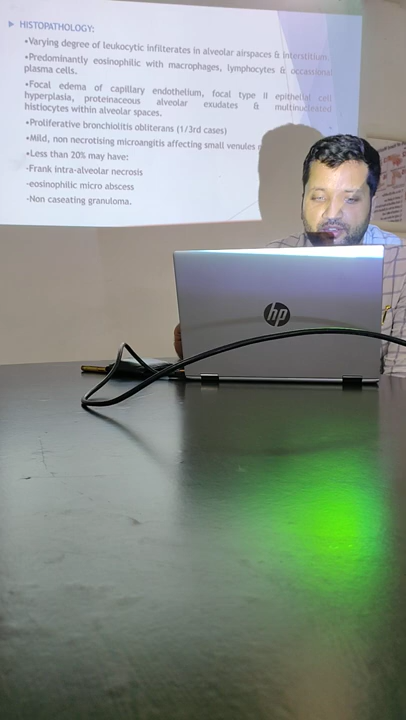 HISTOPATHOLOGY:
•Varying degree of leukocytic infilterates in alveolar airspaces & interstitium.
•Predominantly eosinophilic with macrophages, lymphocytes & occassional
plasma cells.
•Focal edema of capillary endothelium, focal type II epithelial cell
hyperplasia, proteinaceous alveolar exudates & multinucleated
histiocytes within alveolar spaces.
•Proliferative bronchiolitis obliterans (1/3rd cases)
•Mild, non necrotising microangitis affecting small venules
•Less than 20% may have:
-Frank intra-alveolar necrosis
-eosinophilic micro abscess
-Non caseating granuloma.
hp